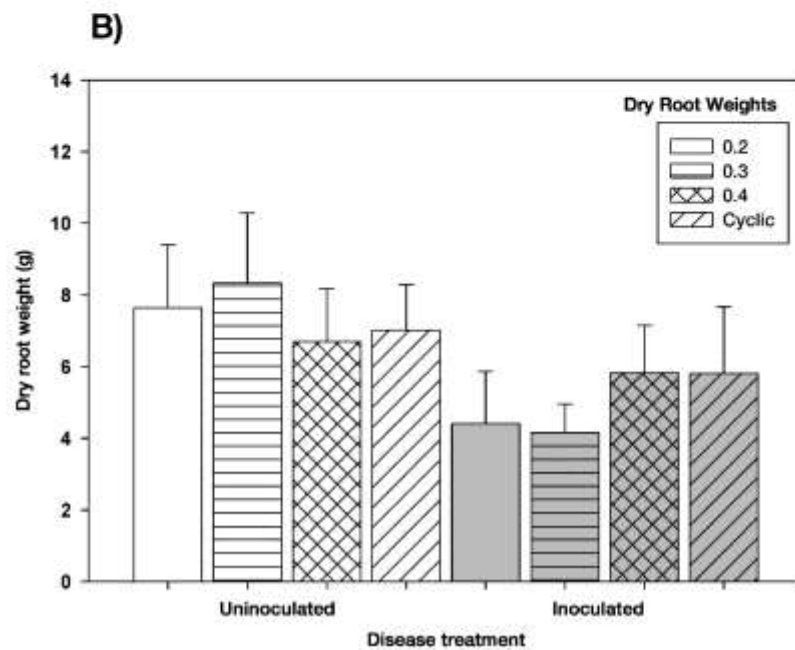 B)
14
12
10
8
6
4
2
0
Dry root weight (g)
Dry Root Weights
0.2
0.3
0.4
Cyclic
Uninoculated
Inoculated
Disease treatment